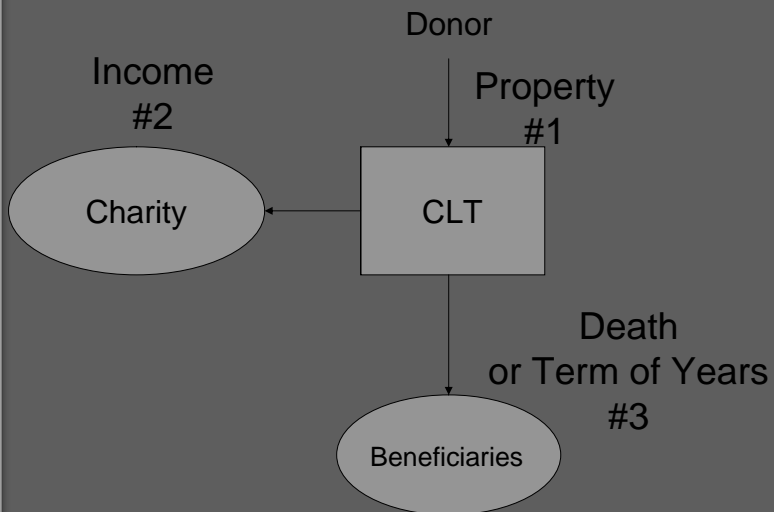 Donor
Income
#2
Property
#1
Charity
CLT
Death
or Term of Years
#3
Beneficiaries